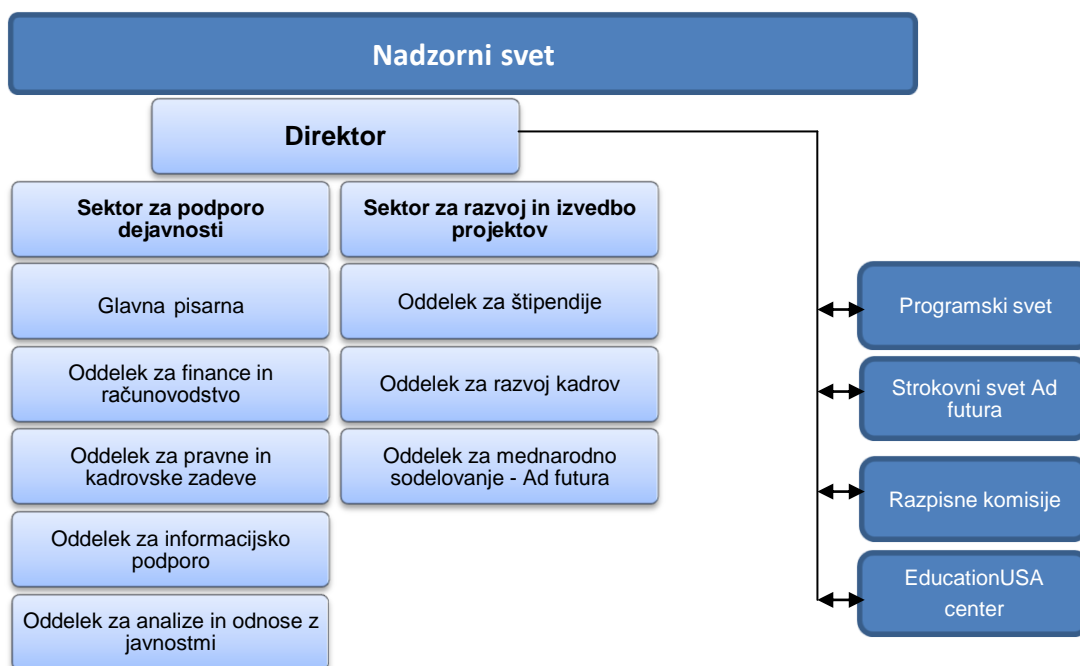 Nadzorni svet
Direktor
Sektor za podporo
dejavnosti
Glavna pisarna
Oddelek za finance in
računovodstvo
Oddelek za pravne in
kadrovske zadeve
Oddelek za informacijsko
podporo
Oddelek za analize in odnose z
javnostmi
Sektor za razvoj in izvedbo
projektov
Oddelek za štipendije
Oddelek za razvoj kadrov
Oddelek za mednarodno
sodelovanje - Ad futura
Programski svet
Strokovni svet Ad
futura
Razpisne komisije
EducationUSA
center